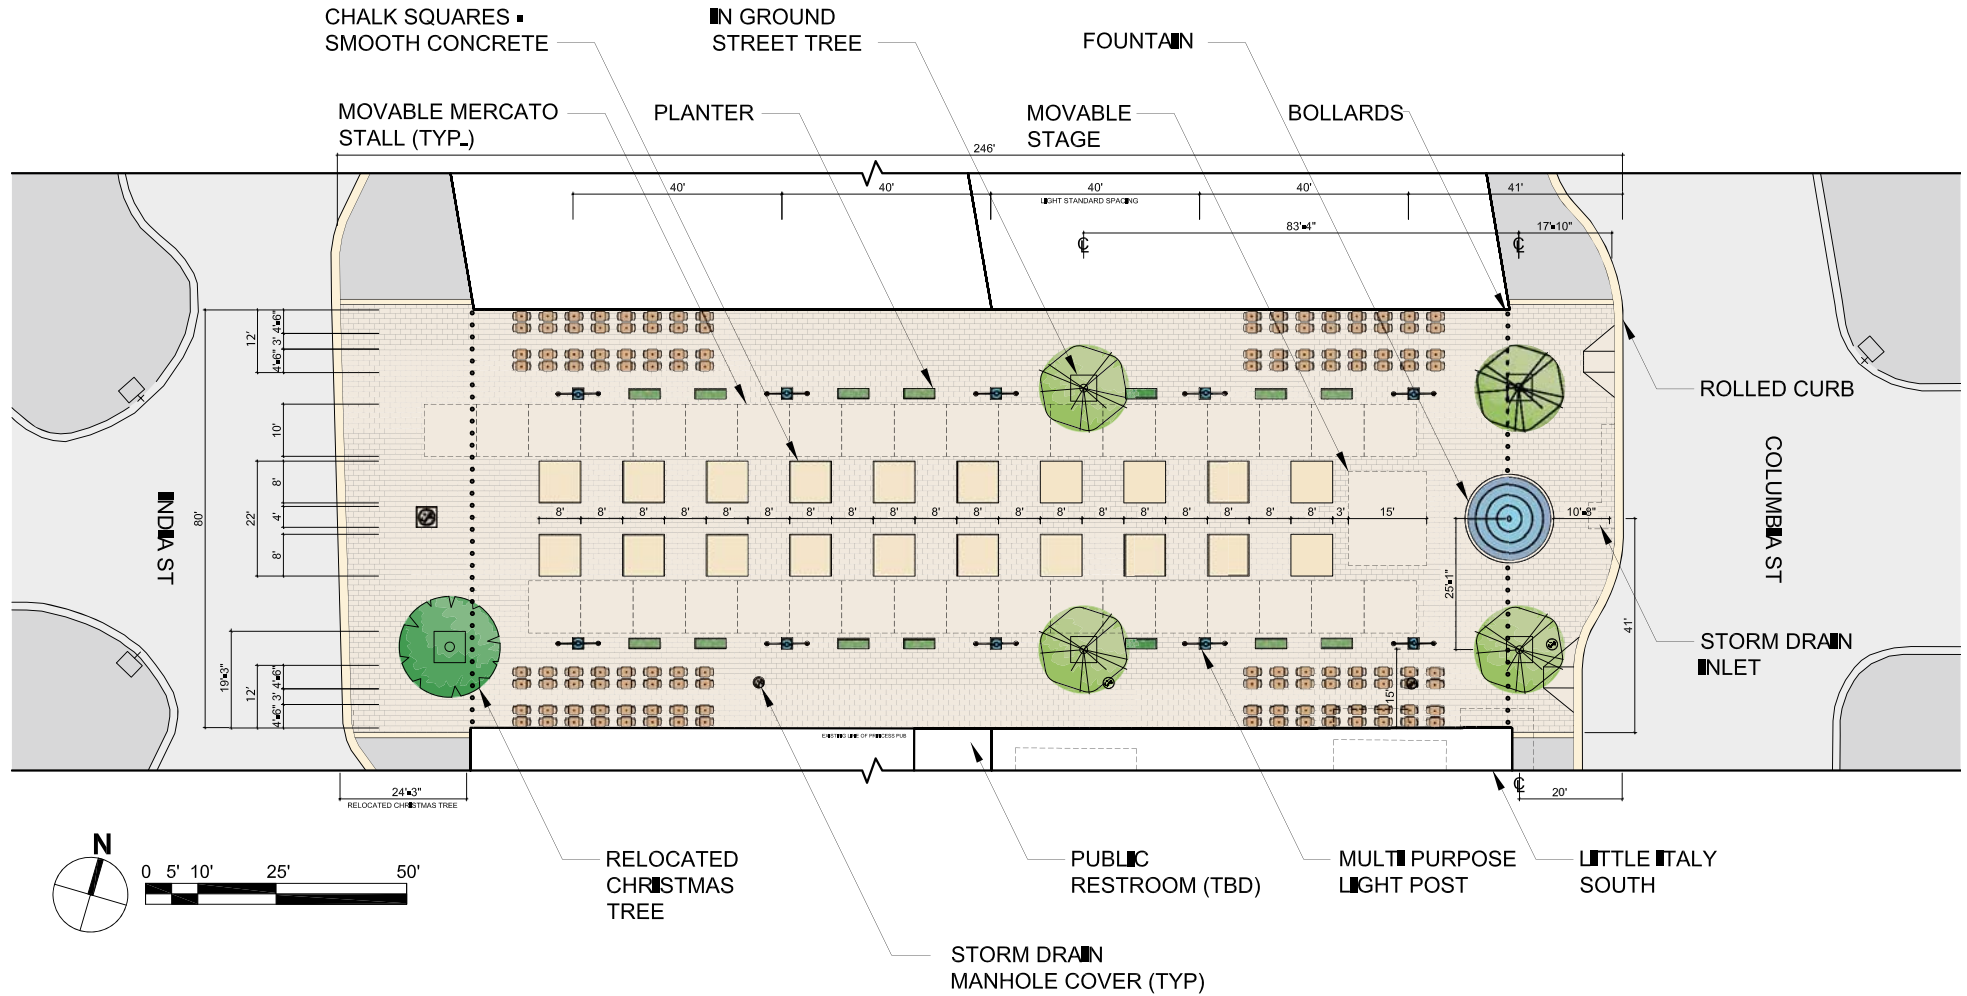 CHALK SQUARES -
SMOOTH CONCRETE
IN GROUND
STREET TREE
FOUNTAIN
MOVABLE MERCATO
STALL (TYP.)
PLANTER
MOVABLE
STAGE
BOLLARDS
246'
40' 40' 40' 40' 41'
LIGHT STANDARD SPACING
83'-4" 17'-10"
℄ ℄
12' 4'-6" 3' 4'-6"
10'
80'
22' 8' 4' 8'
19'-3"
12' 4'-6" 3' 4'-6"
8' 8' 8' 8' 8' 8' 8' 8' 8' 8' 8' 8' 8' 8' 8' 8' 8' 8' 8' 3' 15'
10'-8"
25'-1"
41'
15'
INDIA ST
COLUMBIA ST
ROLLED CURB
STORM DRAIN
INLET
EXISTING LINE OF PRINCESS PUB
24'-3"
RELOCATED CHRISTMAS TREE
℄
20'
N
0 5' 10' 25' 50'
RELOCATED
CHRISTMAS
TREE
PUBLIC
RESTROOM (TBD)
MULTI PURPOSE
LIGHT POST
LITTLE ITALY
SOUTH
STORM DRAIN
MANHOLE COVER (TYP)